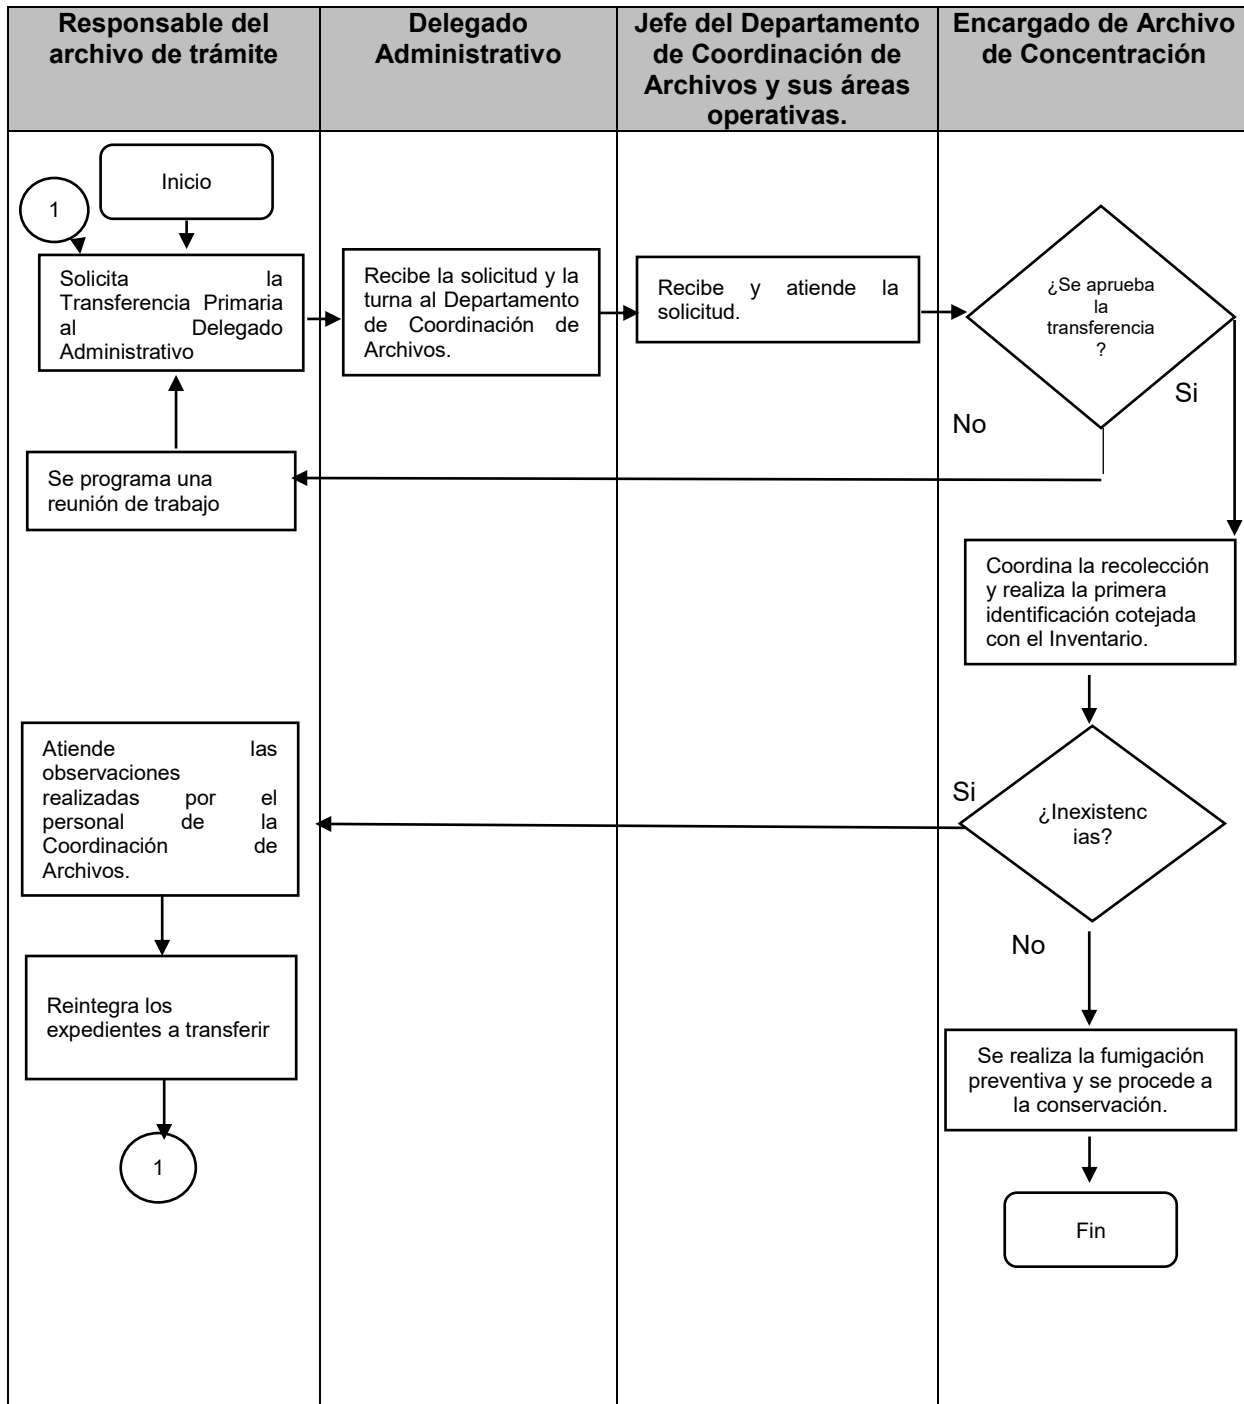 Responsable del
archivo de trámite
Delegado
Administrativo
Jefe del Departamento
de Coordinación de
Archivos y sus áreas
operativas.
Encargado de Archivo
de Concentración
Inicio
1
Solicita la
Transferencia Primaria
al Delegado
Administrativo
Recibe la solicitud y la
turna al Departamento
de Coordinación de
Archivos.
Recibe y atiende la
solicitud.
¿Se aprueba
la
transferencia
?
Si
No
Se programa una
reunión de trabajo
Coordina la recolección
y realiza la primera
identificación cotejada
con el Inventario.
Atiende las
observaciones
realizadas por el
personal de la
Coordinación de
Archivos.
Si
¿Inexistenc
ias?
No
Reintegra los
expedientes a transferir
Se realiza la fumigación
preventiva y se procede a
la conservación.
1
Fin